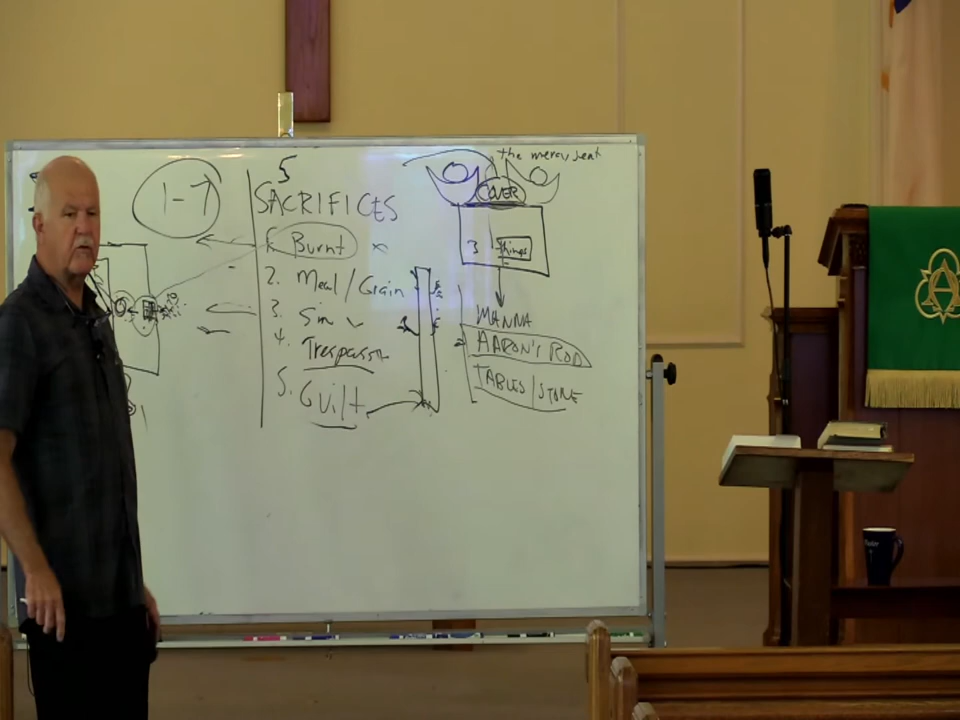 1-7
5
SACRIFICES
1. Burnt
2. Meal/Grain
3. Sin
4. Trespass
5. Guilt
the mercy seat
COVER
3 things
MANNA
AARON'S ROD
TABLES/STONE